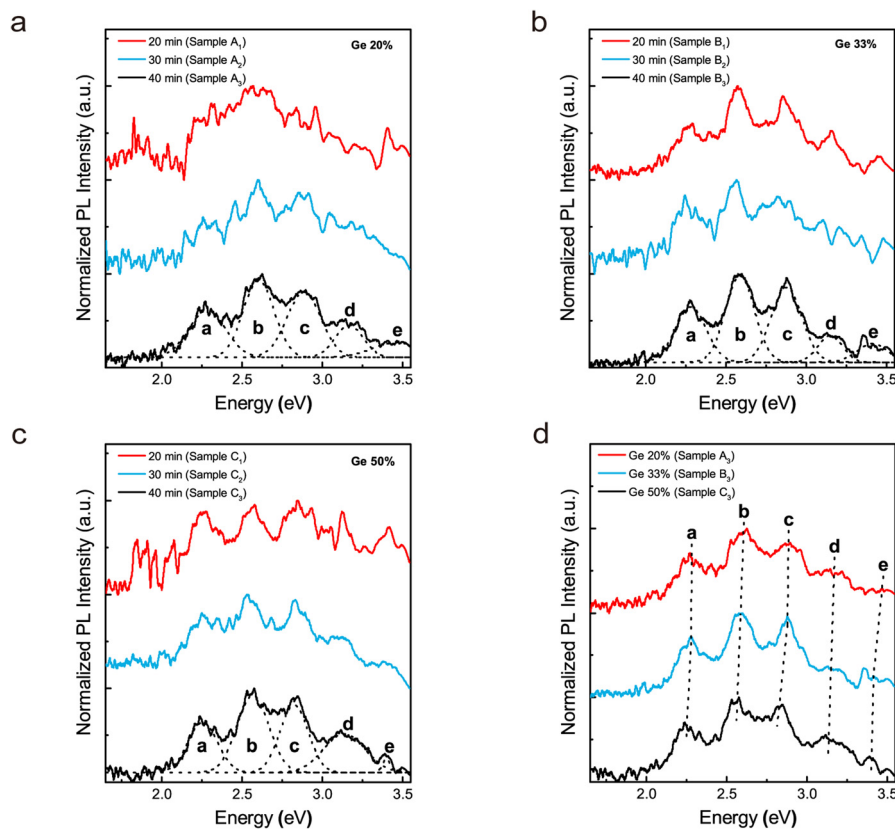 a
20 min (Sample A₁)
Ge 20%
30 min (Sample A₂)
40 min (Sample A₃)
Normalized PL Intensity (a.u.)
a
b
c
d
e
2.0
2.5
3.0
3.5
Energy (eV)
b
20 min (Sample B₁)
Ge 33%
30 min (Sample B₂)
40 min (Sample B₃)
Normalized PL Intensity (a.u.)
a
b
c
d
e
2.0
2.5
3.0
3.5
Energy (eV)
c
20 min (Sample C₁)
Ge 50%
30 min (Sample C₂)
40 min (Sample C₃)
Normalized PL Intensity (a.u.)
a
b
c
d
e
2.0
2.5
3.0
3.5
Energy (eV)
d
Ge 20% (Sample A₃)
Ge 33% (Sample B₃)
Ge 50% (Sample C₃)
Normalized PL Intensity (a.u.)
a
b
c
d
e
2.0
2.5
3.0
3.5
Energy (eV)